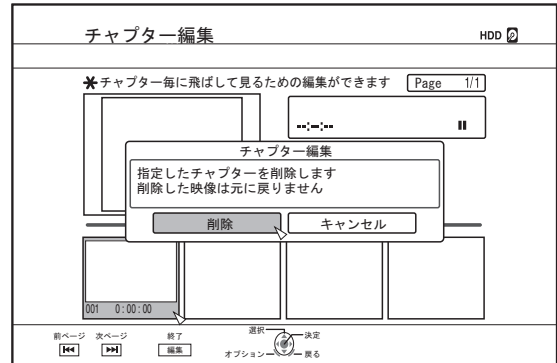 チャプター編集
HDD
✱チャプター毎に飛ばして見るための編集ができます
Page 1/1
--:--:-- ⏸
チャプター編集
指定したチャプターを削除します
削除した映像は元に戻りません
削除 キャンセル
001 0:00:00
前ページ 次ページ 終了
編集
選択
決定
オプション
戻る